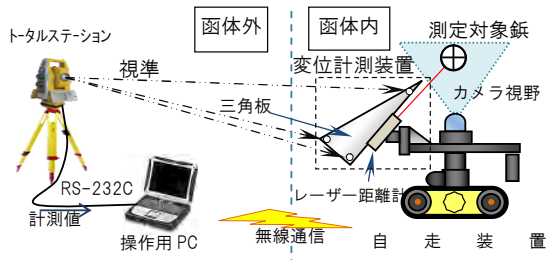 函体外
函体内
トータルステーション
測定対象鋲
視準
変位計測装置
カメラ視野
三角板
RS-232C
レーザー距離計
計測値
操作用 PC
無線通信
自走装置